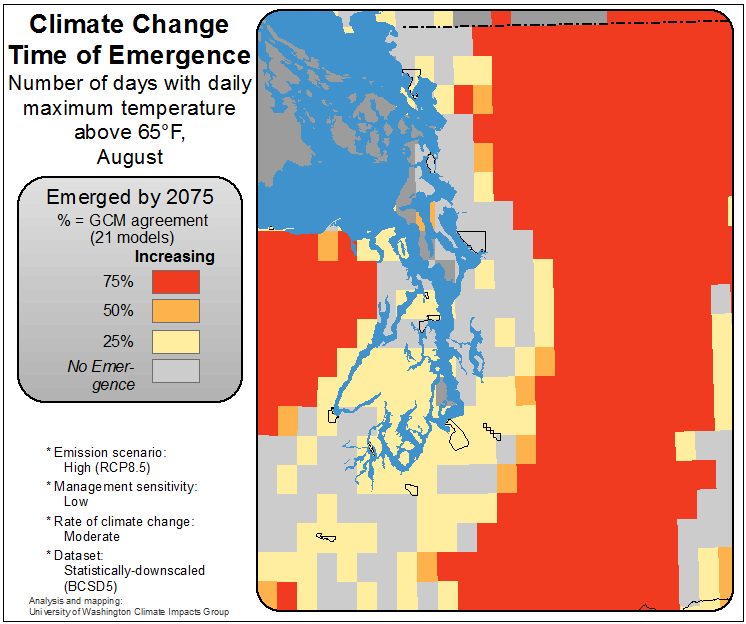 Climate Change
Time of Emergence
Number of days with daily
maximum temperature
above 65°F,
August
Emerged by 2075
% = GCM agreement
(21 models)
Increasing
75%
50%
25%
No Emer-
gence
* Emission scenario:
High (RCP8.5)
* Management sensitivity:
Low
* Rate of climate change:
Moderate
* Dataset:
Statistically-downscaled
(BCSD5)
Analysis and mapping:
University of Washington Climate Impacts Group